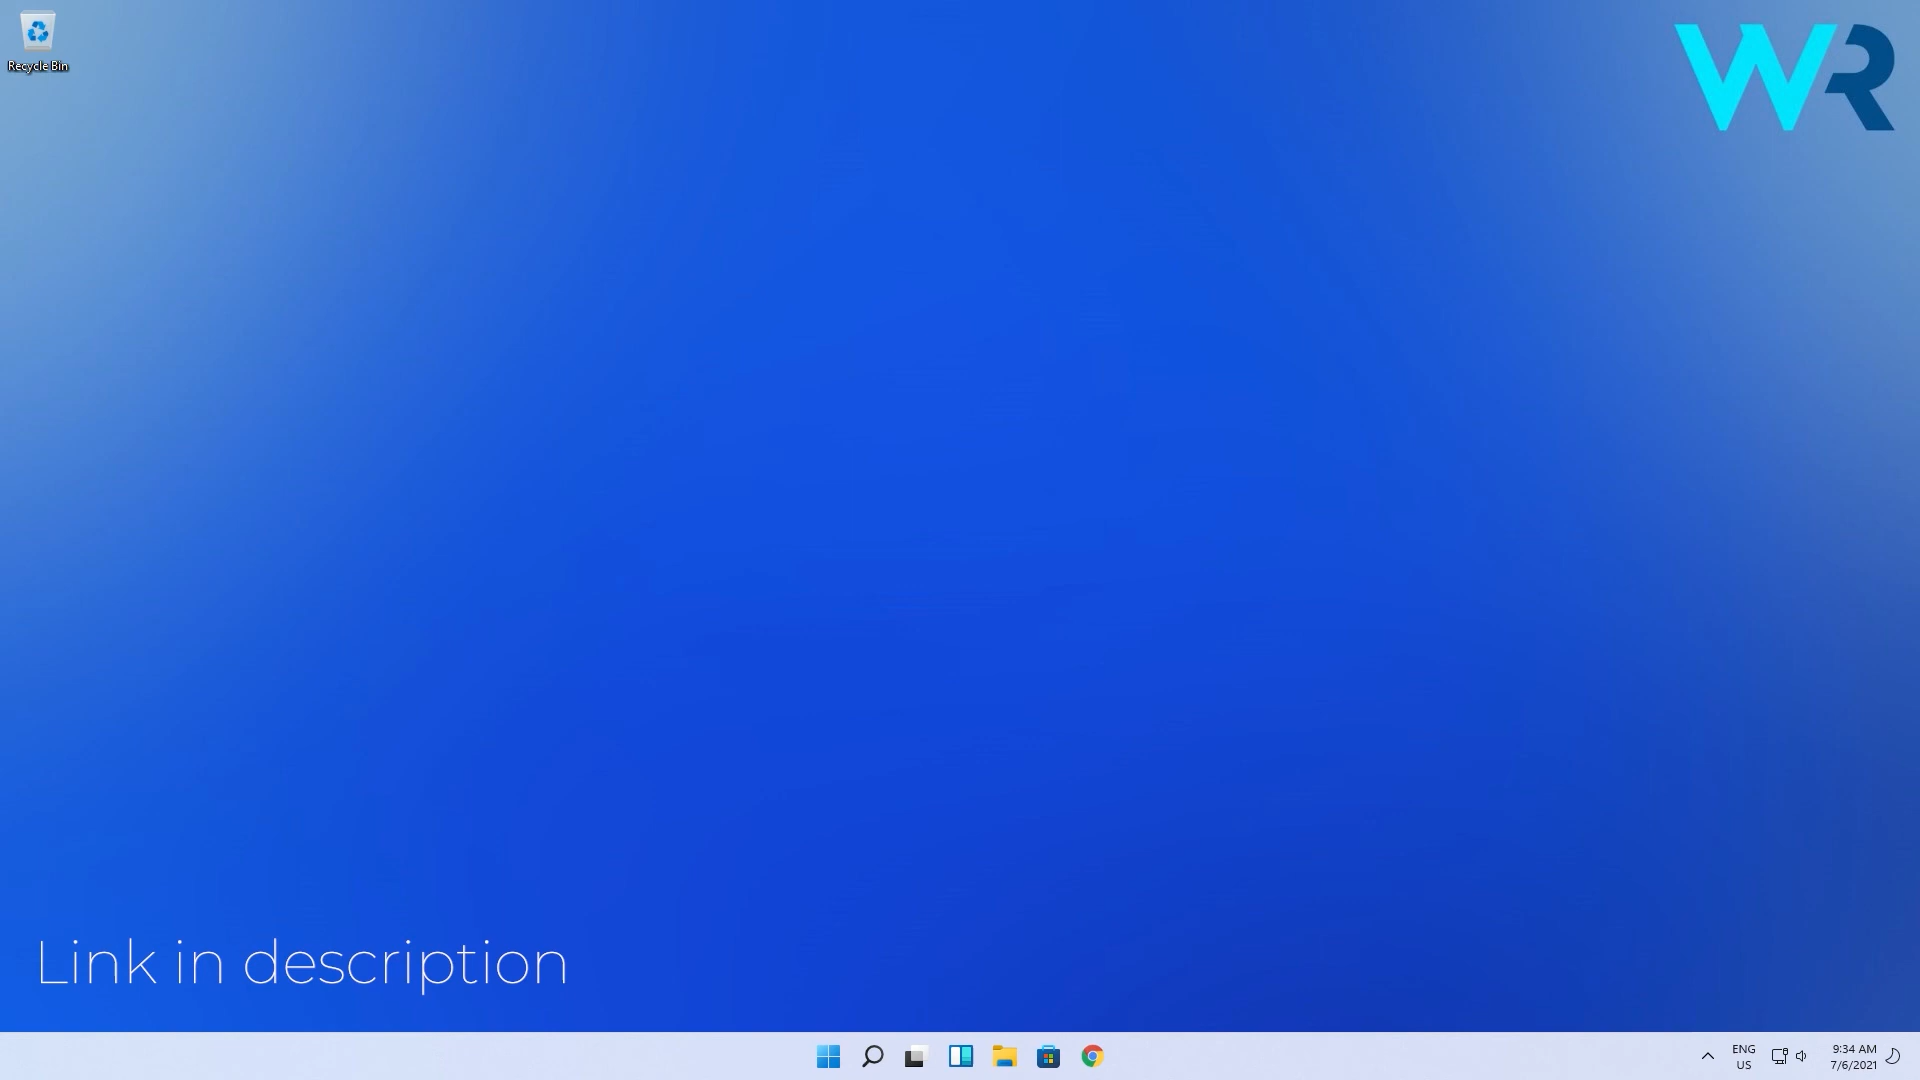 Recycle Bin
WR
Link in description
ENG
US
9:34 AM
7/6/2021